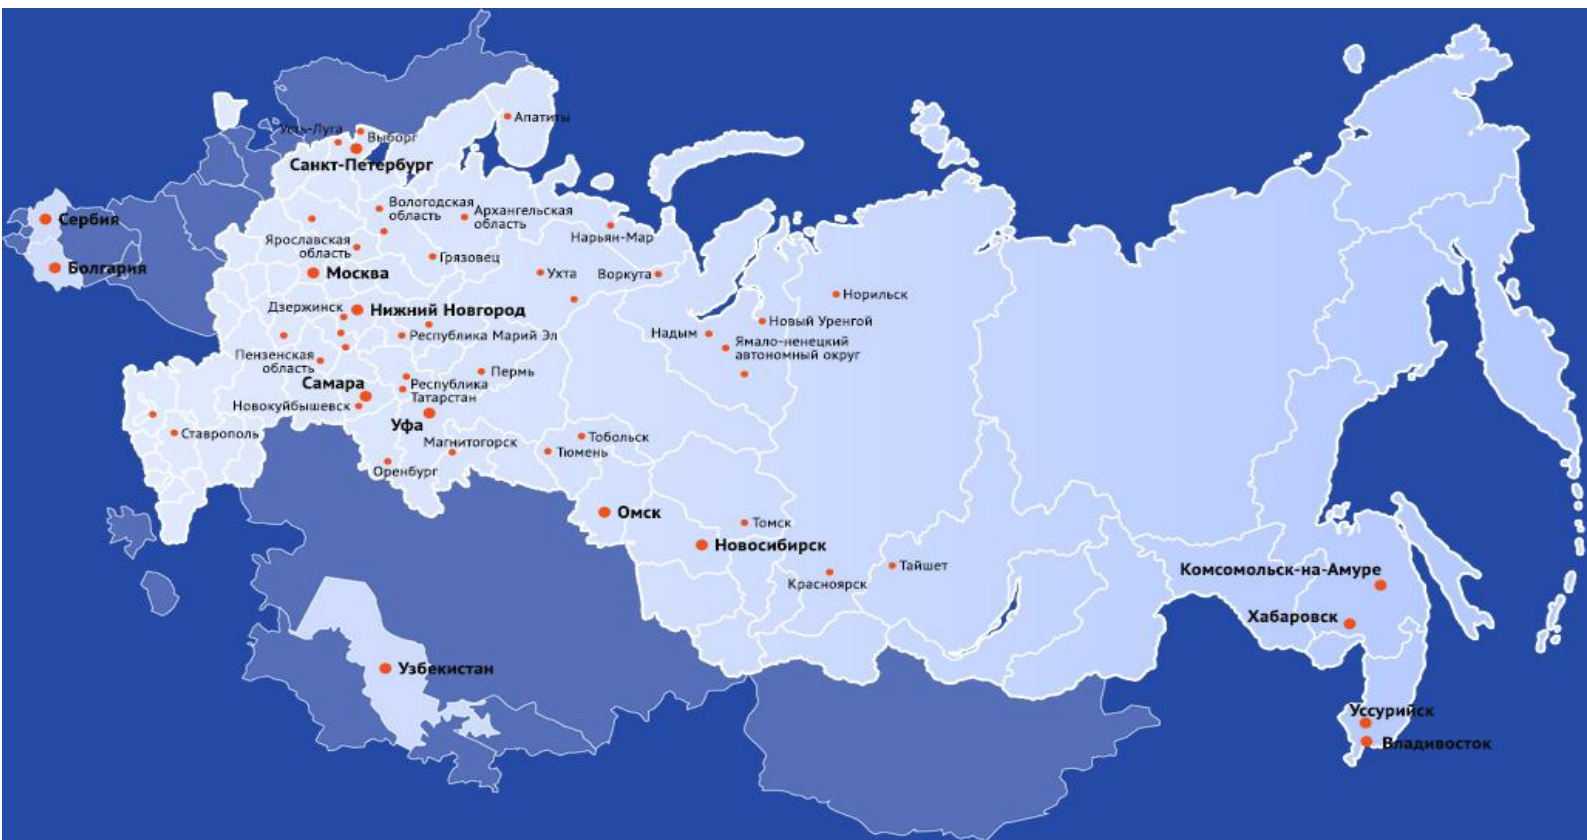 Апатиты
Усть-Луга
Выборг
Санкт-Петербург
Вологодская
область
Архангельская
область
Сербия
Ярославская
область
Нарьян-Мар
Грязовец
Болгария
Москва
Ухта
Воркута
Норильск
Дзержинск
Нижний Новгород
Новый Уренгой
Надым
Республика Марий Эл
Ямало-ненецкий
автономный округ
Пензенская
область
Пермь
Самара
Республика
Татарстан
Новокуйбышевск
Уфа
Ставрополь
Магнитогорск
Тобольск
Тюмень
Оренбург
Омск
Томск
Новосибирск
Тайшет
Красноярск
Комсомольск-на-Амуре
Хабаровск
Узбекистан
Уссурийск
Владивосток